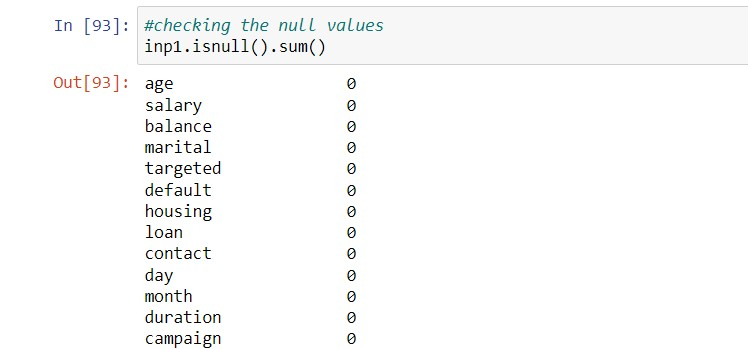 In [93]: #checking the null values
inp1.isnull().sum()
Out[93]: age 0
salary 0
balance 0
marital 0
targeted 0
default 0
housing 0
loan 0
contact 0
day 0
month 0
duration 0
campaign 0